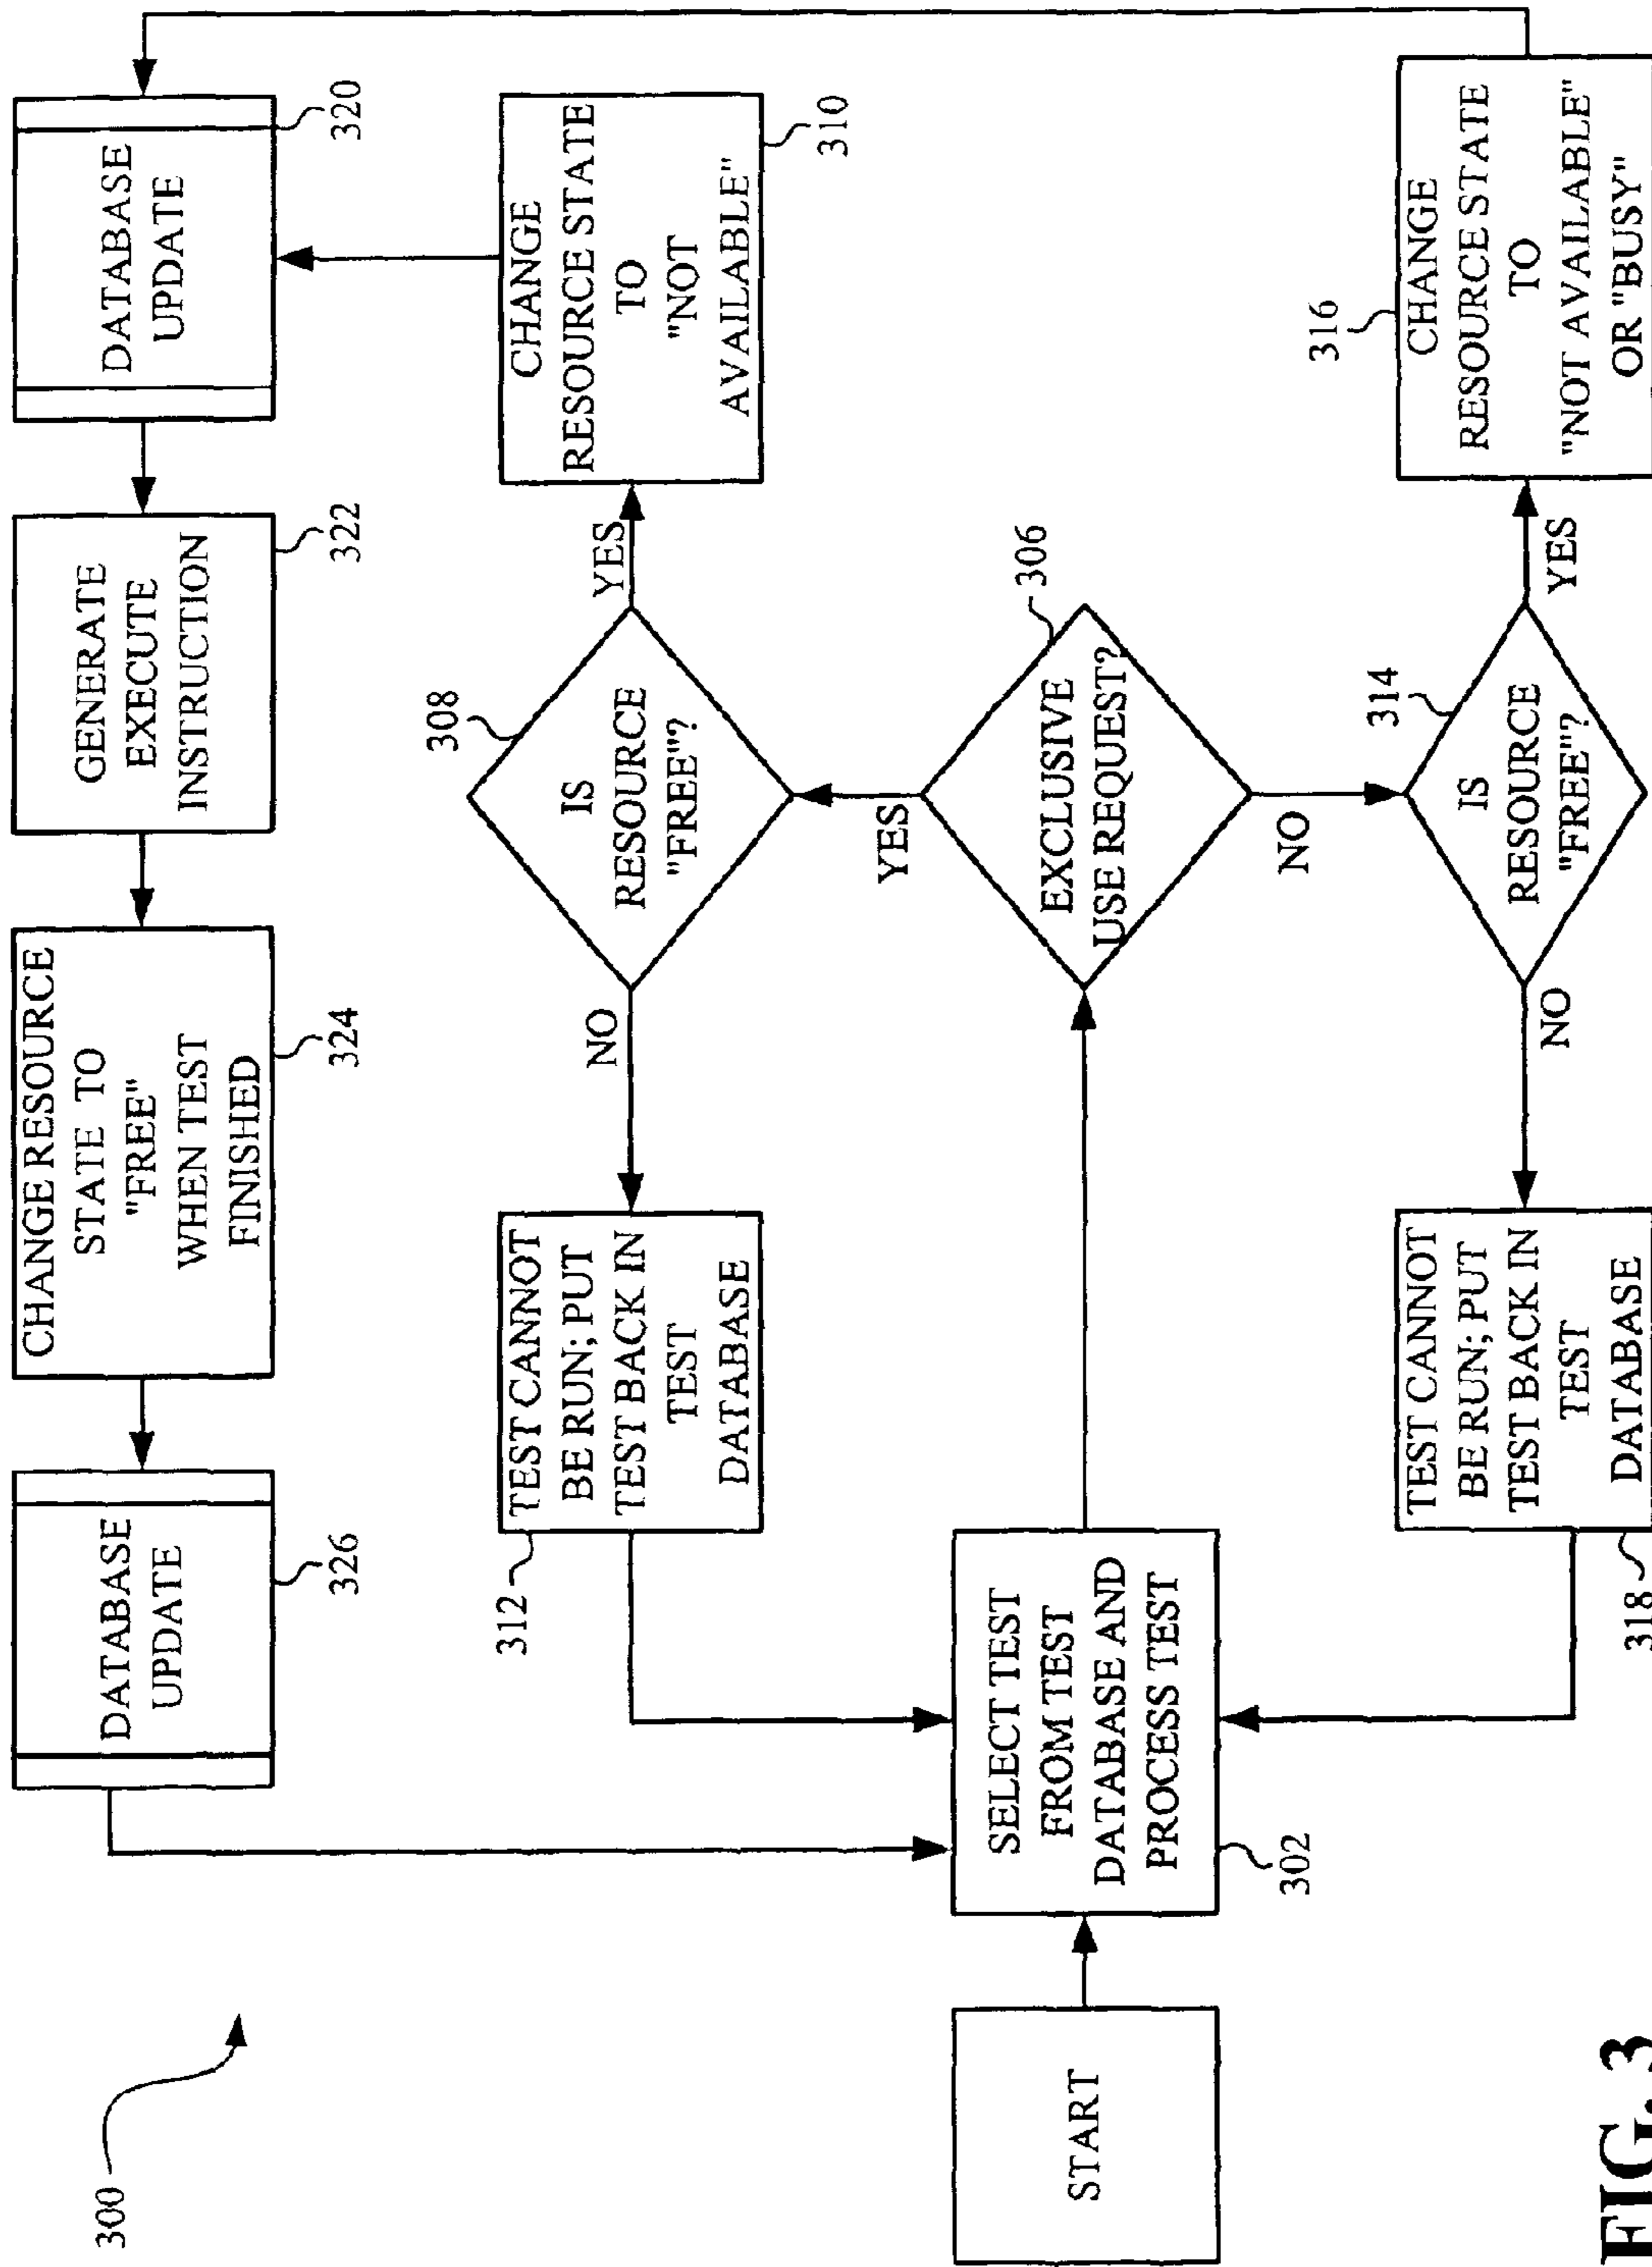 300
DATABASE
UPDATE
326
CHANGE RESOURCE
STATE TO
"FREE"
WHEN TEST
FINISHED
324
GENERATE
EXECUTE
INSTRUCTION
322
DATABASE
UPDATE
320
312
TEST CANNOT
BE RUN; PUT
TEST BACK IN
TEST
DATABASE
NO
308
IS
RESOURCE
"FREE"?
YES
CHANGE
RESOURCE STATE
TO
"NOT
AVAILABLE"
310
START
SELECT TEST
FROM TEST
DATABASE AND
PROCESS TEST
302
YES
EXCLUSIVE
USE REQUEST?
306
NO
318
TEST CANNOT
BE RUN; PUT
TEST BACK IN
TEST
DATABASE
NO
314
IS
RESOURCE
"FREE"?
YES
316
CHANGE
RESOURCE STATE
TO
"NOT AVAILABLE"
OR "BUSY"
FIG. 3